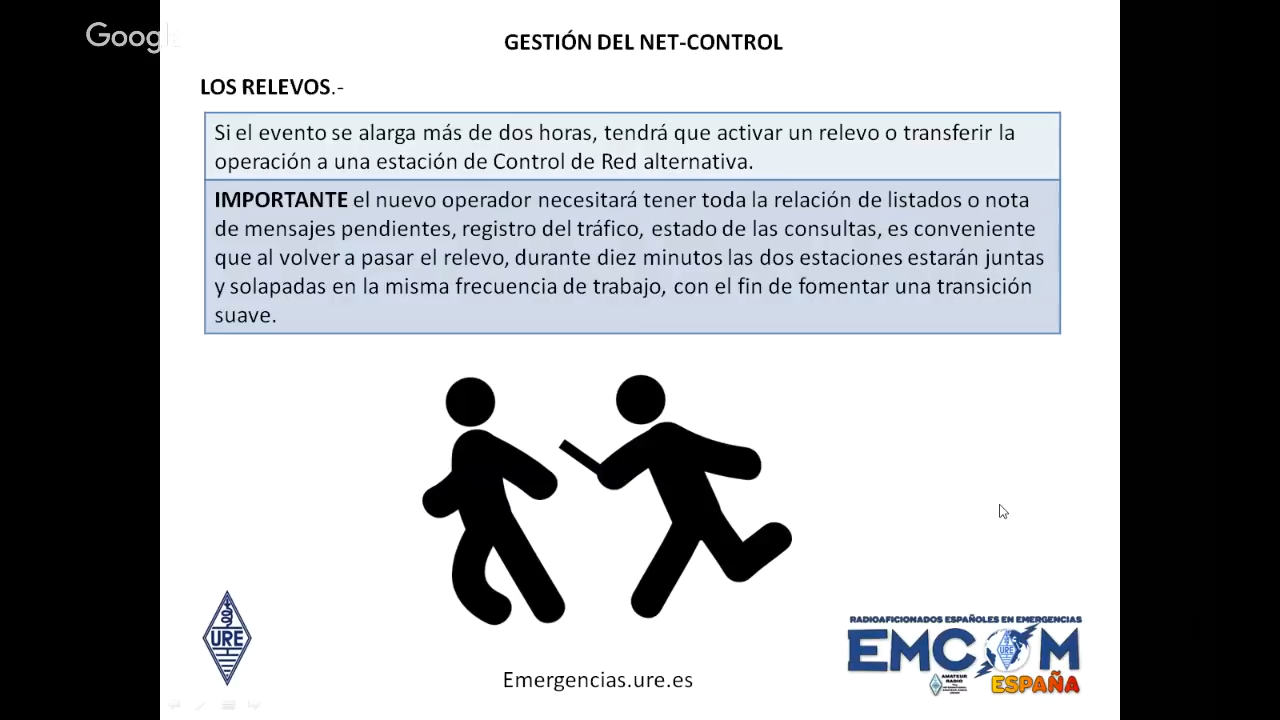 Google
GESTIÓN DEL NET-CONTROL
LOS RELEVOS.-
Si el evento se alarga más de dos horas, tendrá que activar un relevo o transferir la
operación a una estación de Control de Red alternativa.
IMPORTANTE el nuevo operador necesitará tener toda la relación de listados o nota
de mensajes pendientes, registro del tráfico, estado de las consultas, es conveniente
que al volver a pasar el relevo, durante diez minutos las dos estaciones estarán juntas
y solapadas en la misma frecuencia de trabajo, con el fin de fomentar una transición
suave.
URE
RADIOAFICIONADOS ESPAÑOLES EN EMERGENCIAS
EMCOM
URE
AMATEUR
RADIO
ESPAÑA
Emergencias.ure.es